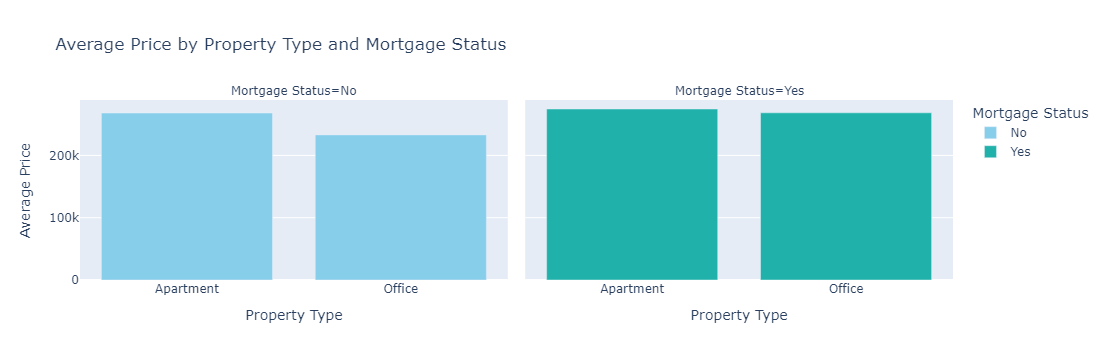 Average Price by Property Type and Mortgage Status
Mortgage Status=No
Mortgage Status=Yes
Mortgage Status
No
Yes
Average Price
200k
100k
0
Apartment
Office
Apartment
Office
Property Type
Property Type